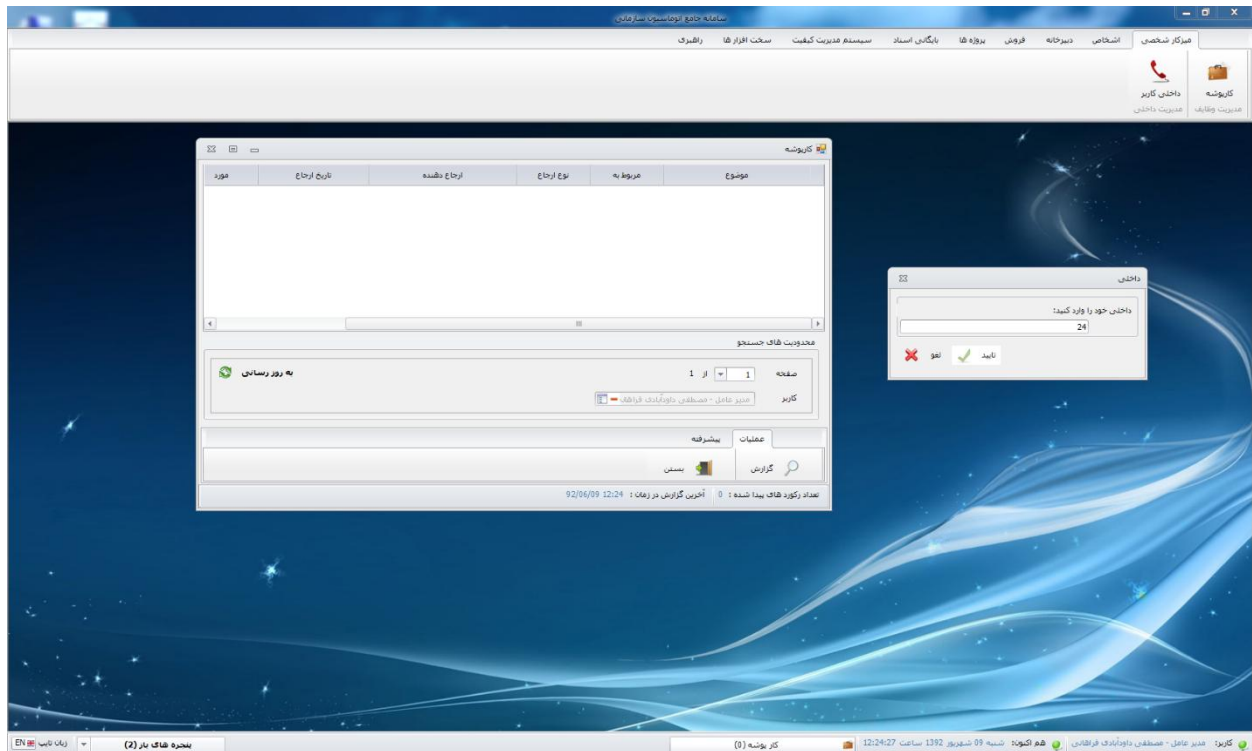 سامانه جامع اتوماسیون سازمانی
میزکار شخصی اشخاص دبیرخانه فروش پروژه ها بایگانی اسناد سیستم مدیریت کیفیت سخت افزار ها راهبری
کارپوشه داخلی کاربر
مدیریت وظایف مدیریت داخلی
کارپوشه
موضوع مربوط به نوع ارجاع ارجاع دهنده تاریخ ارجاع مورد
محدودیت های جستجو
صفحه 1 از 1 به روز رسانی
کاربر مدیر عامل - مصطفی داودآبادی فراهانی
عملیات پیشرفته
گزارش بستن
تعداد رکورد های پیدا شده : 0 آخرین گزارش در زمان : 12:24 92/06/09
داخلی
داخلی خود را وارد کنید:
24
تایید لغو
کاربر: مدیر عامل - مصطفی داودآبادی فراهانی هم اکنون: شنبه 09 شهریور 1392 ساعت 12:24:27 کار پوشه (0) پنجره های باز (2) زبان تایپ EN